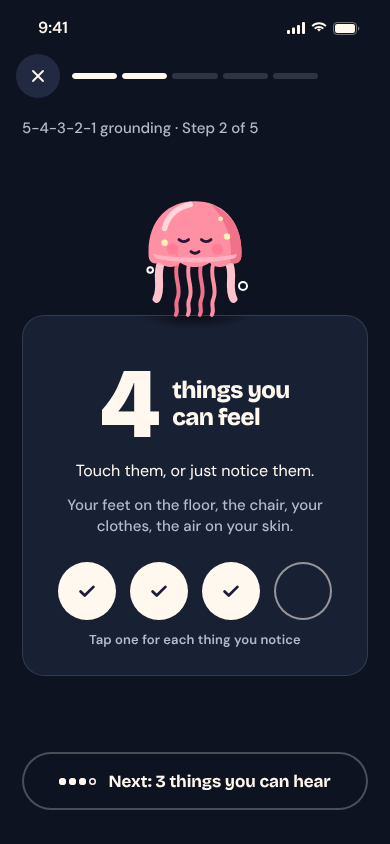 9:41
5-4-3-2-1 grounding · Step 2 of 5
4
things you
can feel
Touch them, or just notice them.
Your feet on the floor, the chair, your
clothes, the air on your skin.
Tap one for each thing you notice
Next: 3 things you can hear